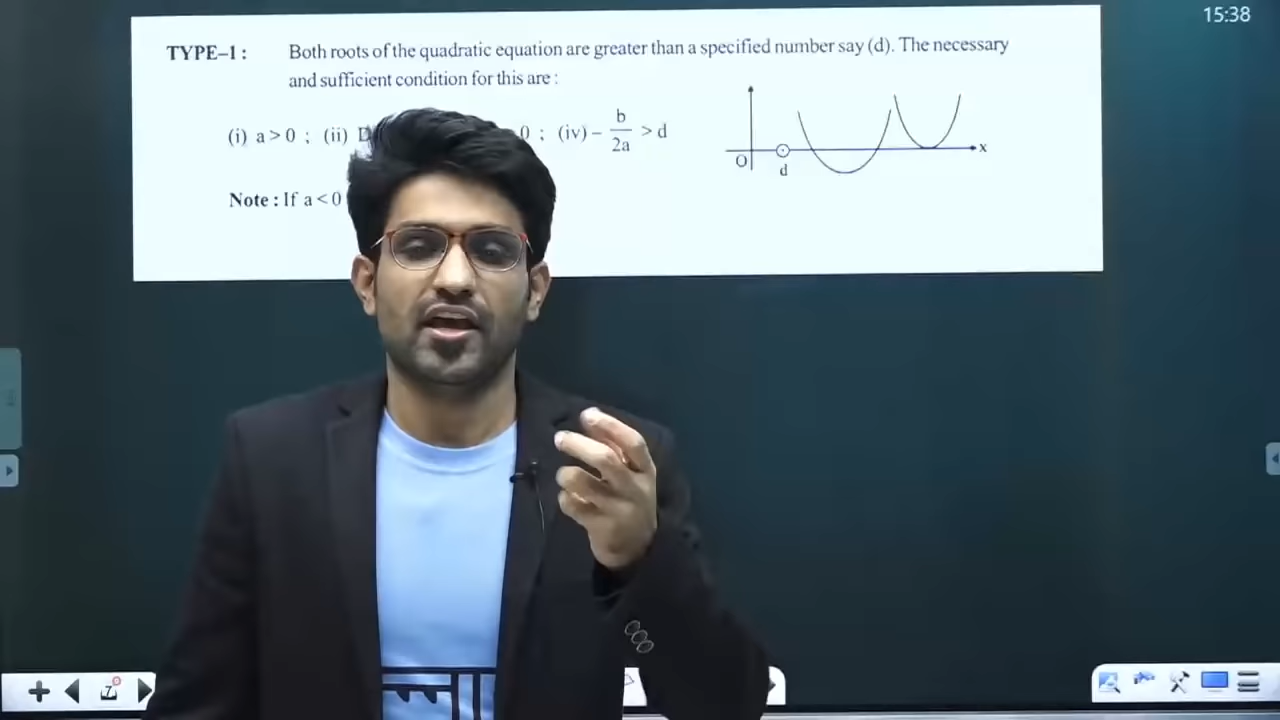 15:38
TYPE–1 : Both roots of the quadratic equation are greater than a specified number say (d). The necessary
and sufficient condition for this are :
(i) a > 0 ; (ii) D 0 ; (iv) – b/2a > d
Note : If a < 0
O d x
7